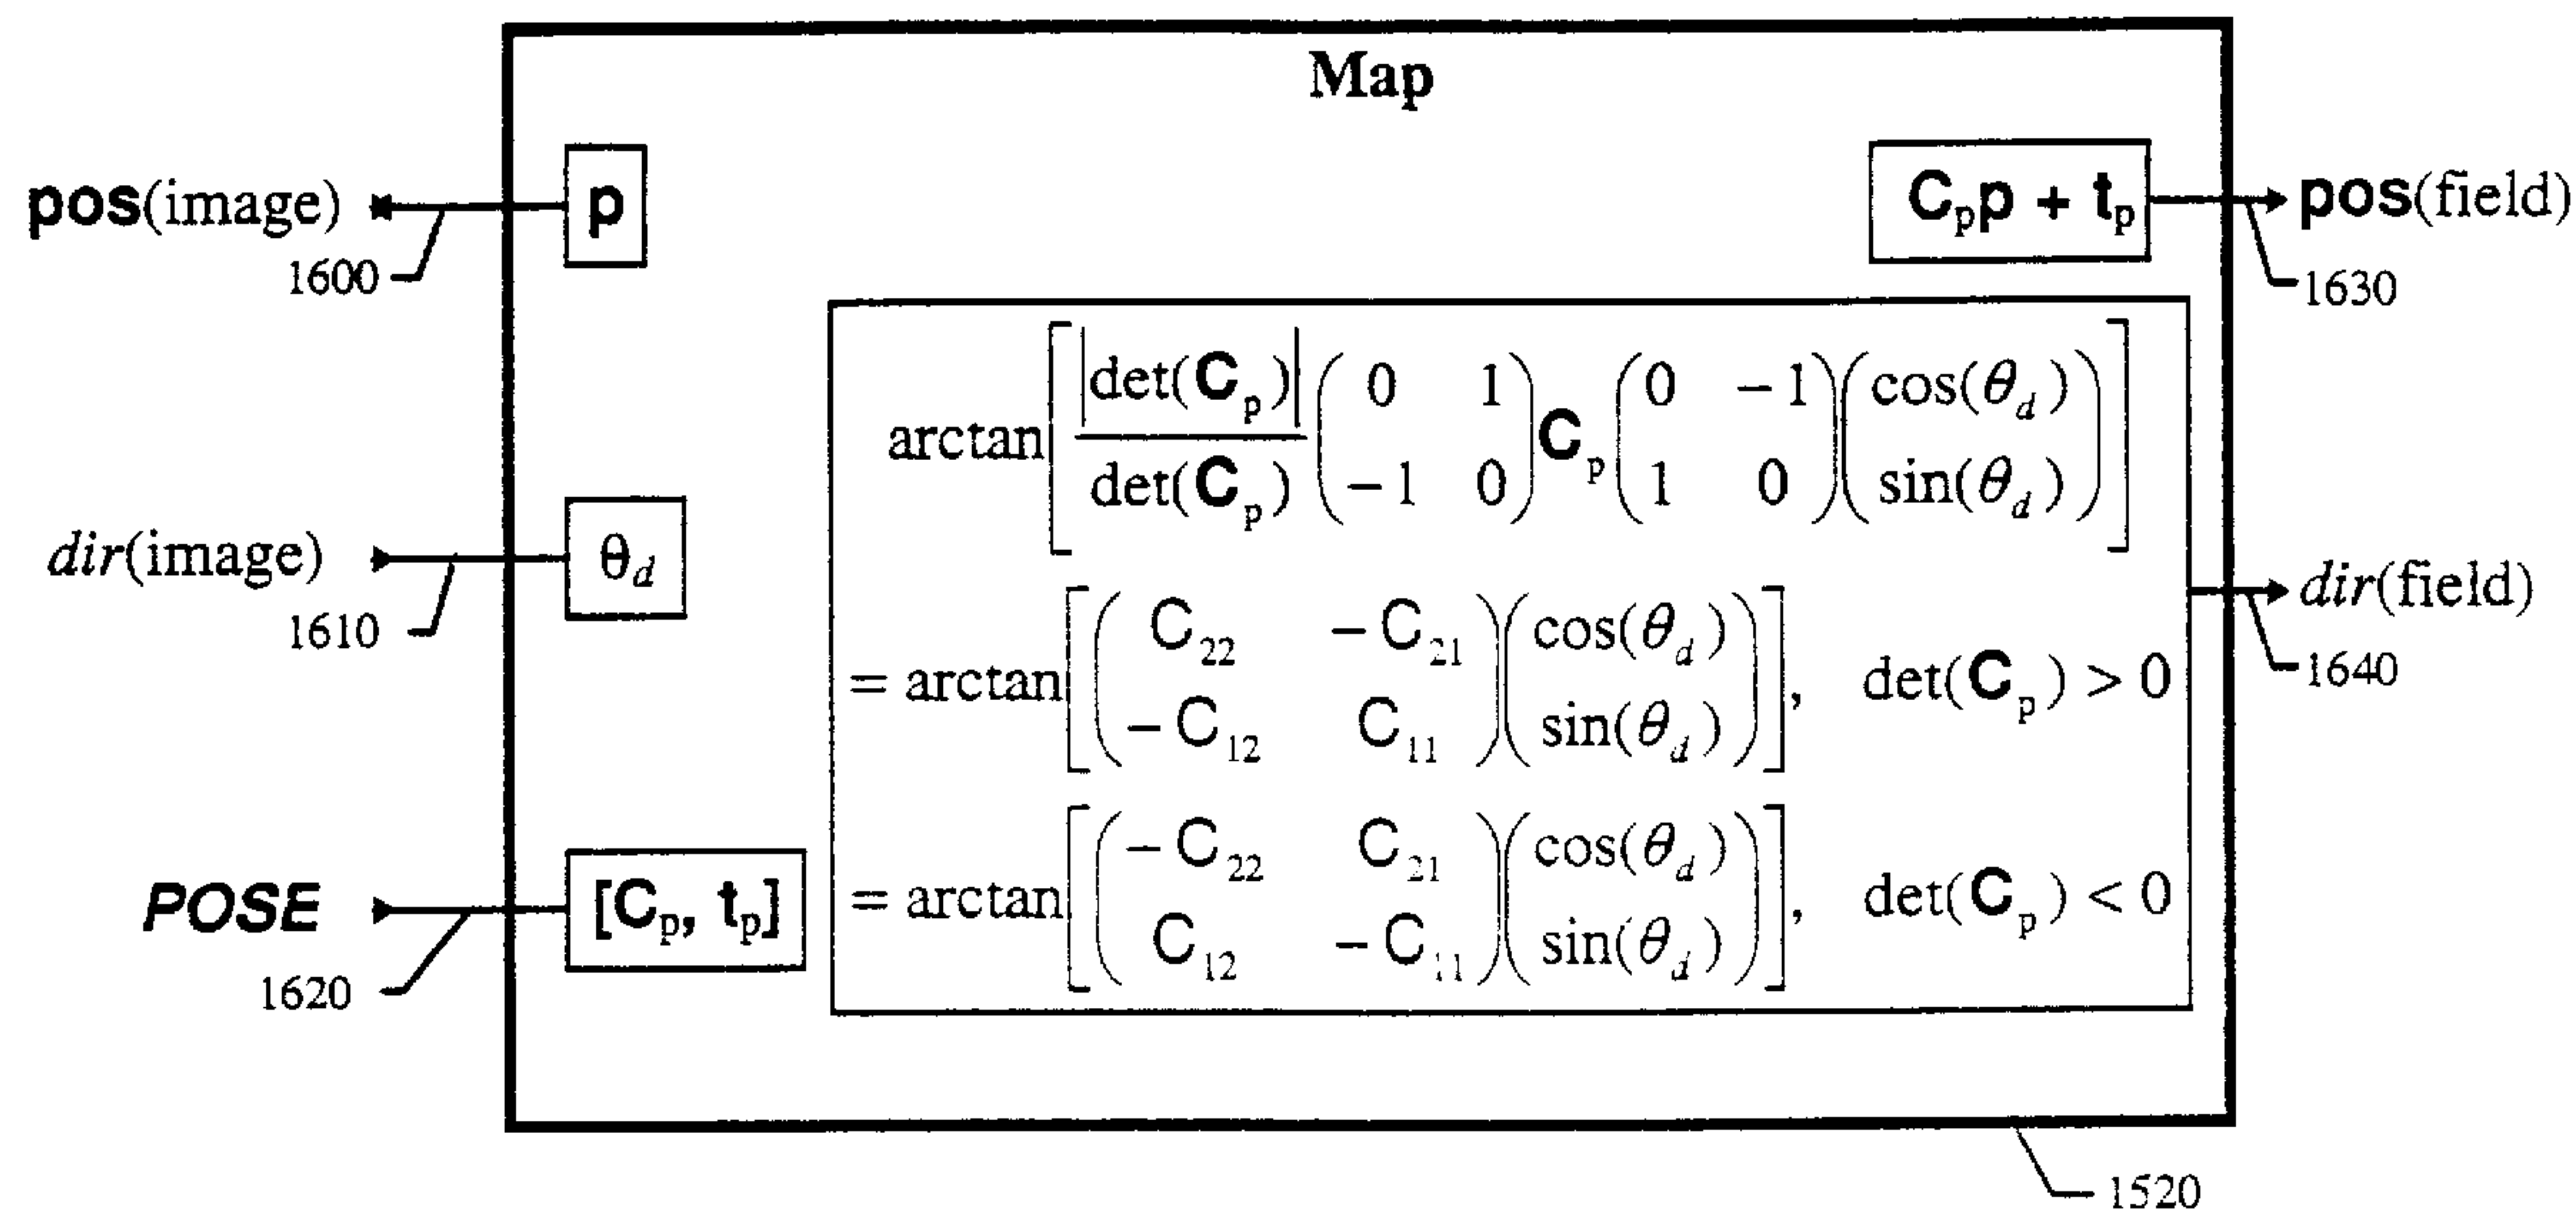 Map
pos(image) p C_p p + t_p pos(field)
1600 1630
arctan[ |det(C_p)| / det(C_p) ( 0 1 ; −1 0 ) C_p ( 0 −1 ; 1 0 ) ( cos(θ_d) ; sin(θ_d) ) ]
dir(image) θ_d dir(field)
1610 1640
= arctan[ ( C_22 −C_21 ; −C_12 C_11 ) ( cos(θ_d) ; sin(θ_d) ) ], det(C_p) > 0
POSE [C_p, t_p]
1620
= arctan[ ( −C_22 C_21 ; C_12 −C_11 ) ( cos(θ_d) ; sin(θ_d) ) ], det(C_p) < 0
1520